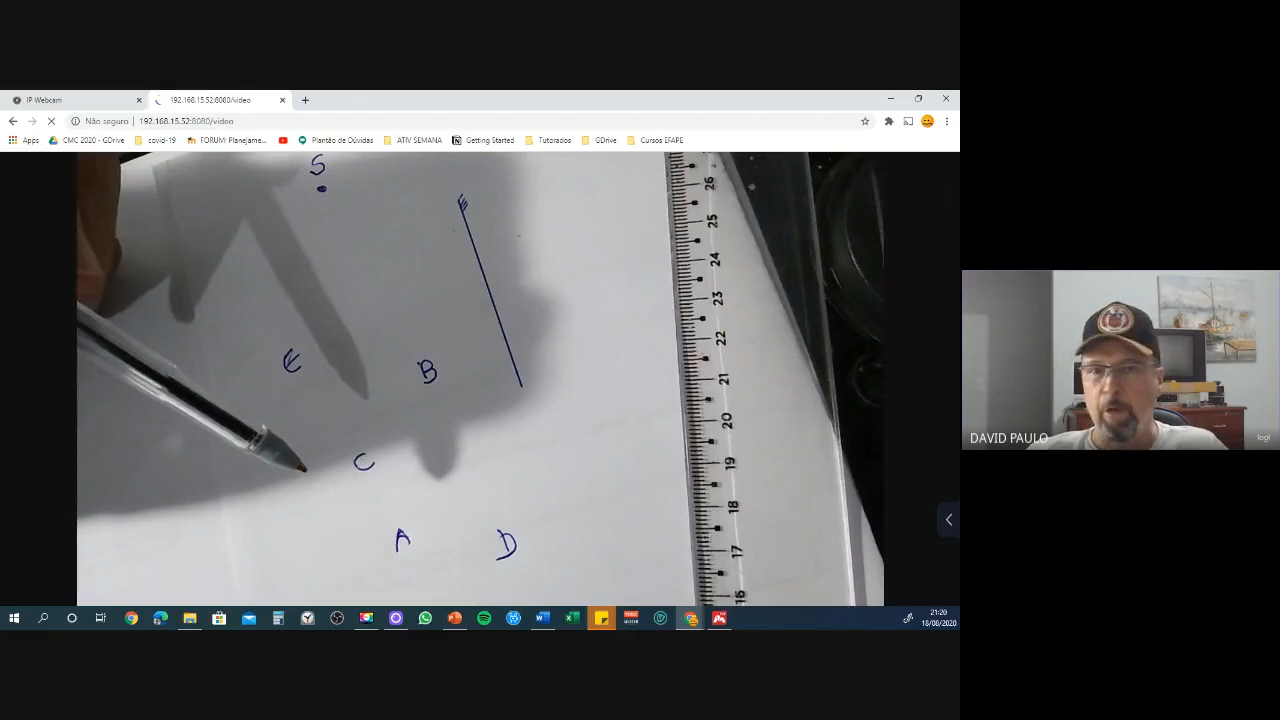 IP Webcam
192.168.15.52:8080/video
Não seguro
192.168.15.52:8080/video
Apps
CMC 2020 - GDrive
covid-19
FORUM: Planejame...
Plantão de Dúvidas
ATIV SEMANA
Getting Started
Tutorados
GDrive
Cursos EFAPE
S
E
B
C
A
D
26
25
24
23
22
21
20
19
18
17
16
DAVID PAULO
logi
21:20
18/08/2020